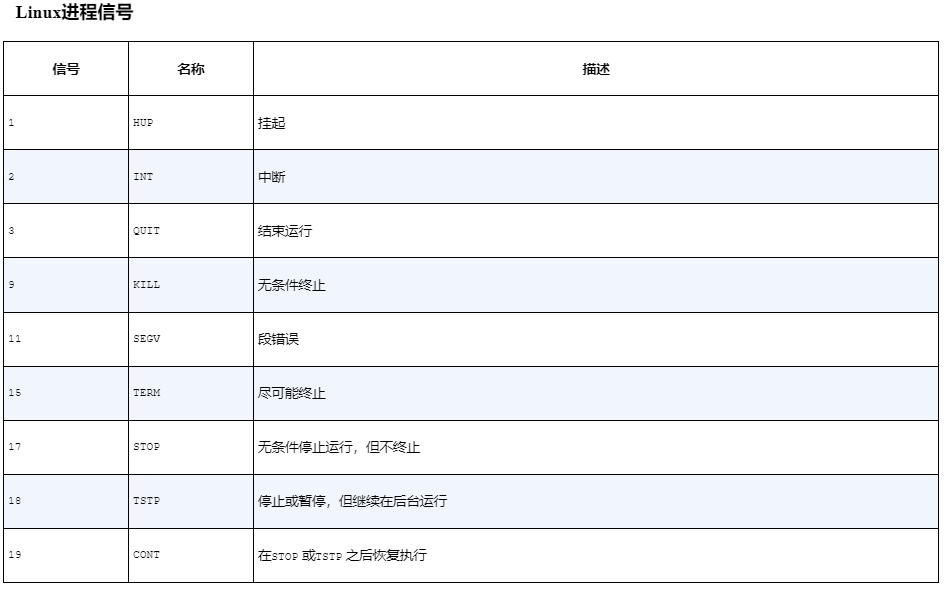 Linux进程信号
信号 名称 描述
1 HUP 挂起
2 INT 中断
3 QUIT 结束运行
9 KILL 无条件终止
11 SEGV 段错误
15 TERM 尽可能终止
17 STOP 无条件停止运行，但不终止
18 TSTP 停止或暂停，但继续在后台运行
19 CONT 在STOP 或TSTP 之后恢复执行